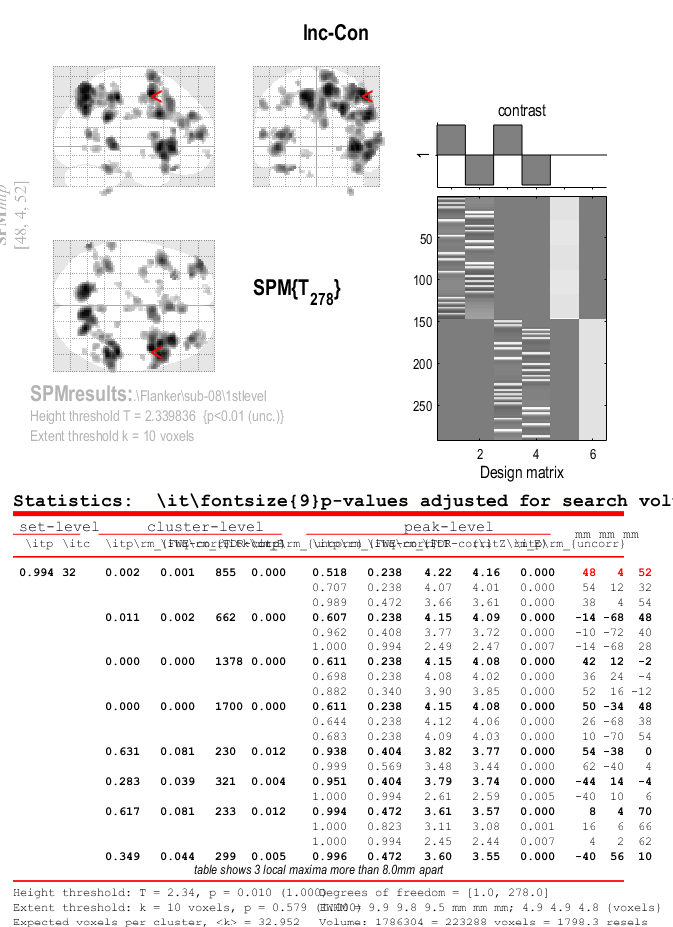 Inc-Con
contrast
1
SPMmip
[48, 4, 52]
50
100
150
200
250
SPM{T278}
2 4 6
Design matrix
SPMresults: .\Flanker\sub-08\1stlevel
Height threshold T = 2.339836 {p<0.01 (unc.)}
Extent threshold k = 10 voxels
Statistics: \it\fontsize{9}p-values adjusted for search vol
set-level cluster-level peak-level
\itp \itc mm mm mm
0.994 32 0.002 0.001 855 0.000 0.518 0.238 4.22 4.16 0.000 48 4 52
0.707 0.238 4.07 4.01 0.000 54 12 32
0.989 0.472 3.66 3.61 0.000 38 4 54
0.011 0.002 662 0.000 0.607 0.238 4.15 4.09 0.000 -14 -68 48
0.962 0.408 3.77 3.72 0.000 -10 -72 40
1.000 0.994 2.49 2.47 0.007 -14 -68 28
0.000 0.000 1378 0.000 0.611 0.238 4.15 4.08 0.000 42 12 -2
0.698 0.238 4.08 4.02 0.000 36 24 -4
0.882 0.340 3.90 3.85 0.000 52 16 -12
0.000 0.000 1700 0.000 0.611 0.238 4.15 4.08 0.000 50 -34 48
0.644 0.238 4.12 4.06 0.000 26 -68 38
0.683 0.238 4.09 4.03 0.000 10 -70 54
0.631 0.081 230 0.012 0.938 0.404 3.82 3.77 0.000 54 -38 0
0.999 0.569 3.48 3.44 0.000 62 -40 4
0.283 0.039 321 0.004 0.951 0.404 3.79 3.74 0.000 -44 14 -4
1.000 0.994 2.61 2.59 0.005 -40 10 6
0.617 0.081 233 0.012 0.994 0.472 3.61 3.57 0.000 8 4 70
1.000 0.823 3.11 3.08 0.001 16 6 66
1.000 0.994 2.45 2.44 0.007 4 2 62
0.349 0.044 299 0.005 0.996 0.472 3.60 3.55 0.000 -40 56 10
table shows 3 local maxima more than 8.0mm apart
Height threshold: T = 2.34, p = 0.010 (1.000) Degrees of freedom = [1.0, 278.0]
Extent threshold: k = 10 voxels, p = 0.579 = 9.9 9.8 9.5 mm mm mm; 4.9 4.9 4.8 {voxels}
Expected voxels per cluster, <k> = 32.952 Volume: 1786304 = 223288 voxels = 1798.3 resels